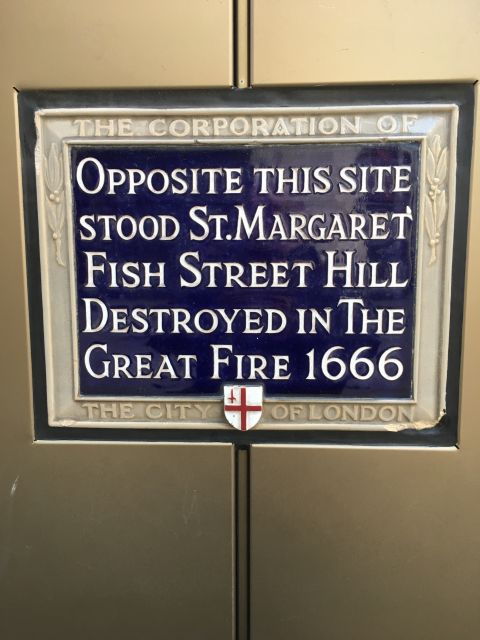 THE CORPORATION OF
OPPOSITE THIS SITE
STOOD ST. MARGARET
FISH STREET HILL
DESTROYED IN THE
GREAT FIRE 1666
THE CITY OF LONDON